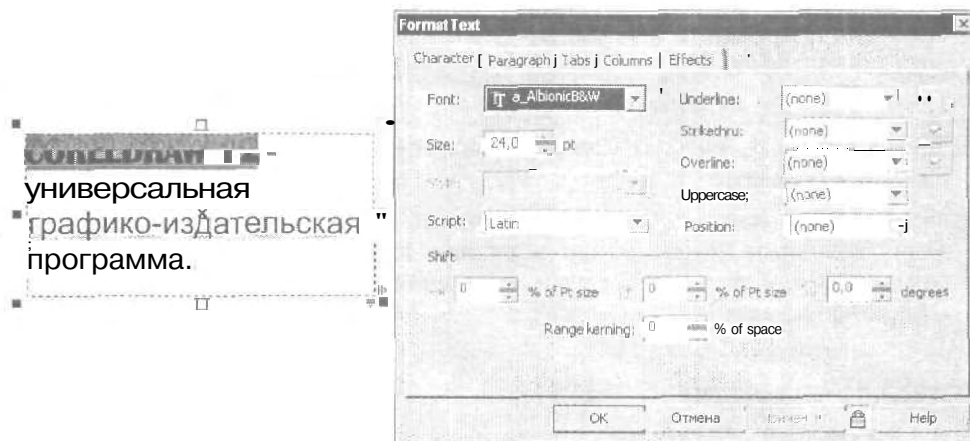 Format Text
Character [ Paragraph j Tabs j Columns | Effects
Font: a_AlbionicB&W
Size: 24,0 pt
Script: Latin
Underline: (none)
Strikethru: (none)
Overline: (none)
Uppercase; (none)
Position: (none)
Shift
0 % of Pt size 0 % of Pt size 0,0 degrees
Range kerning: 0 % of space
OK Отмена Help
CORELDRAW
универсальная
графико-издательская
программа.